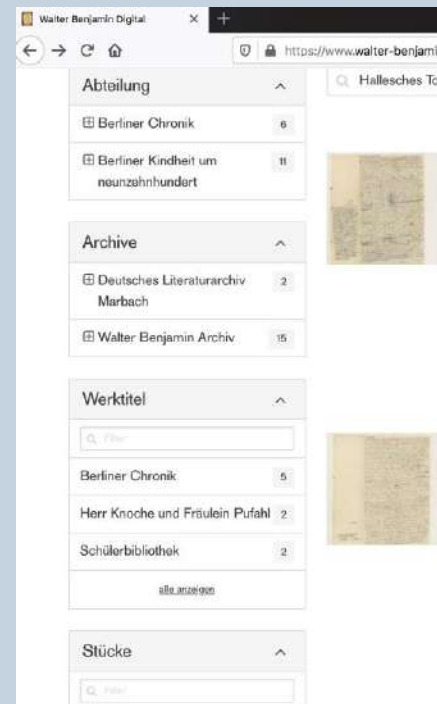 Walter Benjamin Digital
https://www.walter-benjami
Hallesches To
Abteilung
Berliner Chronik 6
Berliner Kindheit um 11
neunzehnhundert
Archive
Deutsches Literaturarchiv 2
Marbach
Walter Benjamin Archiv 15
Werktitel
Filter
Berliner Chronik 5
Herr Knoche und Fräulein Pufahl 2
Schülerbibliothek 2
alle anzeigen
Stücke
Filter